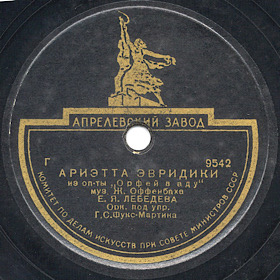 АПРЕЛЕВСКИЙ ЗАВОД
Г 9542
АРИЭТТА ЭВРИДИКИ
из оп-ты „Орфей в аду"
муз. Ж. Оффенбаха
Е. Я. ЛЕБЕДЕВА
Орк. под упр.
Г. С. Фукс-Мартина
КОМИТЕТ ПО ДЕЛАМ ИСКУССТВ ПРИ СОВЕТЕ МИНИСТРОВ СССР